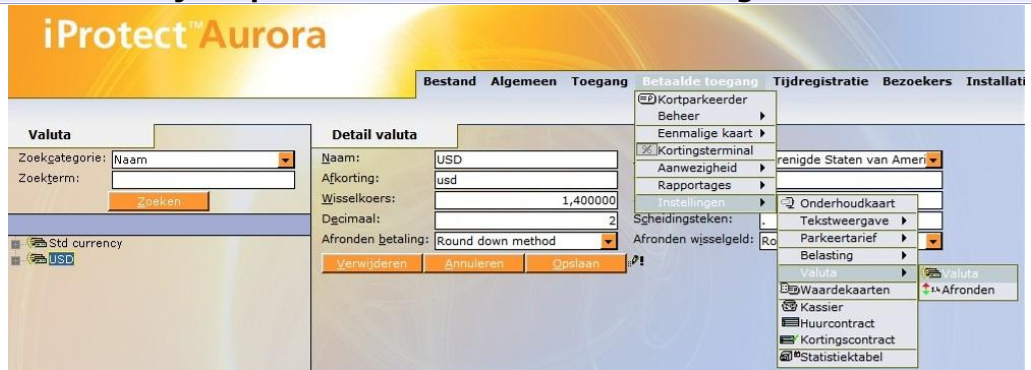 iProtect™Aurora
Bestand Algemeen Toegang Betaalde toegang Tijdregistratie Bezoekers Installati
Kortparkeerder
Beheer
Eenmalige kaart
Kortingsterminal
Aanwezigheid
Rapportages
Instellingen
Onderhoudkaart
Tekstweergave
Parkeertarief
Belasting
Valuta
Waardekaarten
Kassier
Huurcontract
Kortingscontract
Statistiektabel
Valuta
Afronden
Valuta
Zoekcategorie: Naam
Zoekterm:
Zoeken
Std currency
USD
Detail valuta
Naam: USD
renigde Staten van Ameri
Afkorting: usd
Wisselkoers: 1,400000
Decimaal: 2 Scheidingsteken: .
Afronden betaling: Round down method Afronden wisselgeld: Ro
Verwijderen Annuleren Opslaan